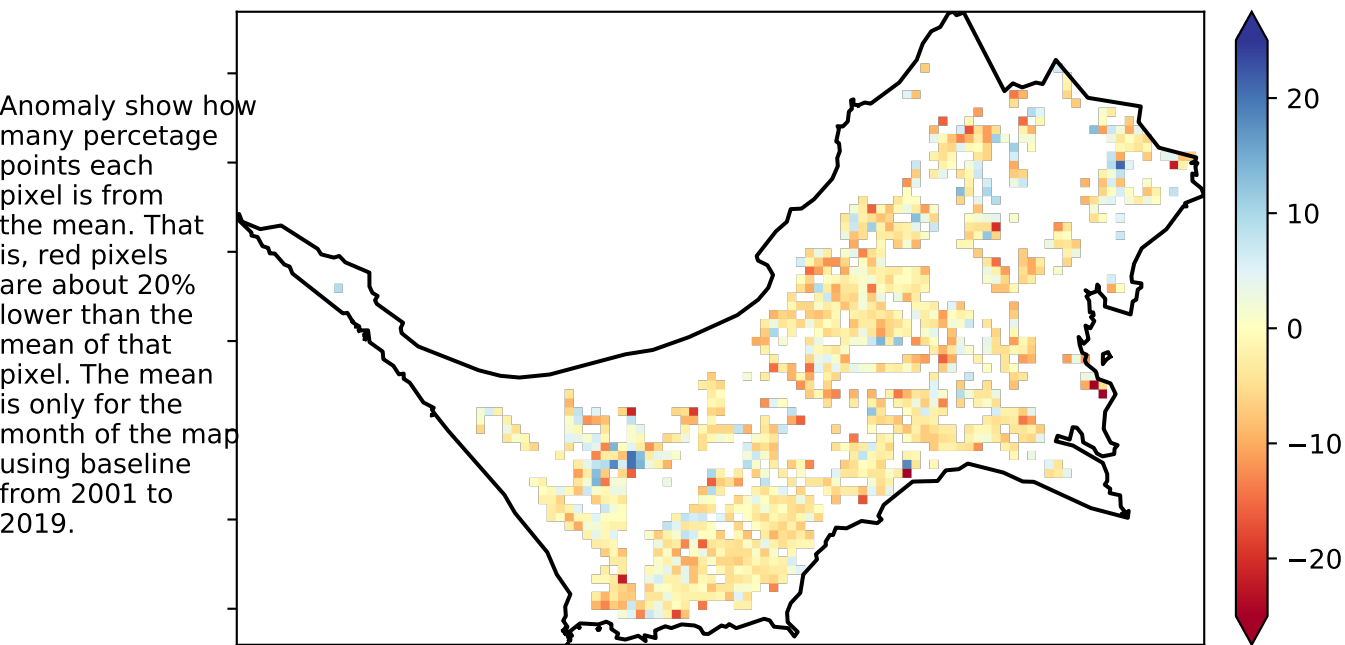 Anomaly show how
many percetage
points each
pixel is from
the mean. That
is, red pixels
are about 20%
lower than the
mean of that
pixel. The mean
is only for the
month of the map
using baseline
from 2001 to
2019.
20
10
0
−10
−20